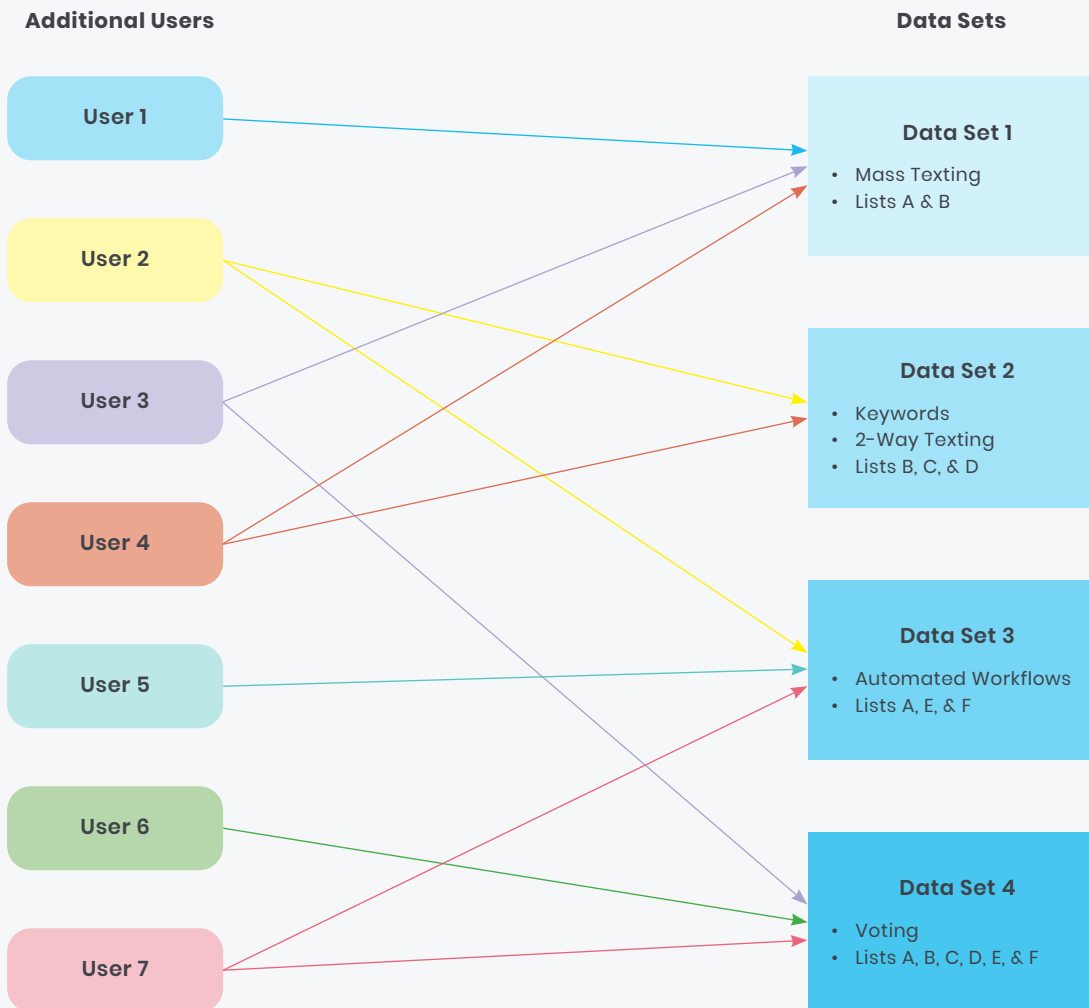 Additional Users
Data Sets
User 1
User 2
User 3
User 4
User 5
User 6
User 7
Data Set 1
• Mass Texting
• Lists A & B
Data Set 2
• Keywords
• 2-Way Texting
• Lists B, C, & D
Data Set 3
• Automated Workflows
• Lists A, E, & F
Data Set 4
• Voting
• Lists A, B, C, D, E, & F